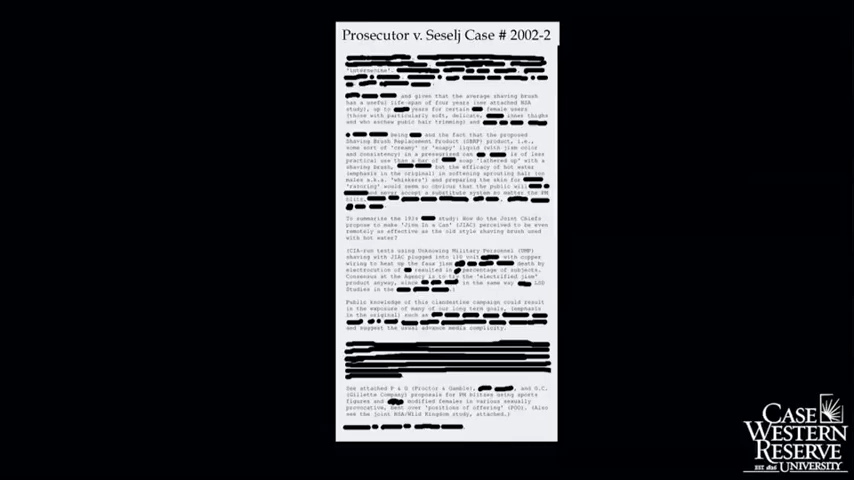 Prosecutor v. Seselj Case # 2002-2
'intermezzo'.
and given that the average shaving brush
has a useful life-span of four years (see attached NSA
study), up to years for certain female users
(those with particularly soft, delicate, inner thighs
and who eschew pubic hair trimming) and
being and the fact that the proposed
Shaving Brush Replacement Product (SBRP) product, i.e.,
some sort of 'creamy' or 'soapy' liquid (with
and consistency) in a pressurized can is of less
practical use than a bar of soap 'lathered up' with a
shaving brush, but the efficacy of hot water
(emphasis in the original) in softening sprouting hair (on
males a.k.a. 'whiskers') and preparing the skin for
'razoring' would seem so obvious that the public will
and never accept a substitute system no matter the PR
blitz,
To summarize the 1934 study: How do the Joint Chiefs
propose to make 'Jism in a Can' (JIAC) perceived to be even
remotely as effective as the old style shaving brush used
with hot water?
(CIA-run tests using Unknowing Military Personnel (UMP)
shaving with JIAC plugged into 110 volt with copper
wiring to heat up the faux jism death by
electrocution of resulted in percentage of subjects.
Consensus at the Agency is to try the 'electrified jism'
product anyway, since in the same way LSD
Studies in the .)
Public knowledge of this clandestine campaign could result
in the exposure of many of our long term goals, (emphasis
in the original) such as
and suggest the usual advance media complicity.
See attached P & G (Proctor & Gamble), and G.C.
(Gillette Company) proposals for PR blitzes using sports
figures and modified females in various sexually
provocative, bent over 'positions of offering' (POO). (Also
see the joint NSA/Wild Kingdom study, attached.)
CASE
WESTERN
RESERVE
EST. 1826 UNIVERSITY